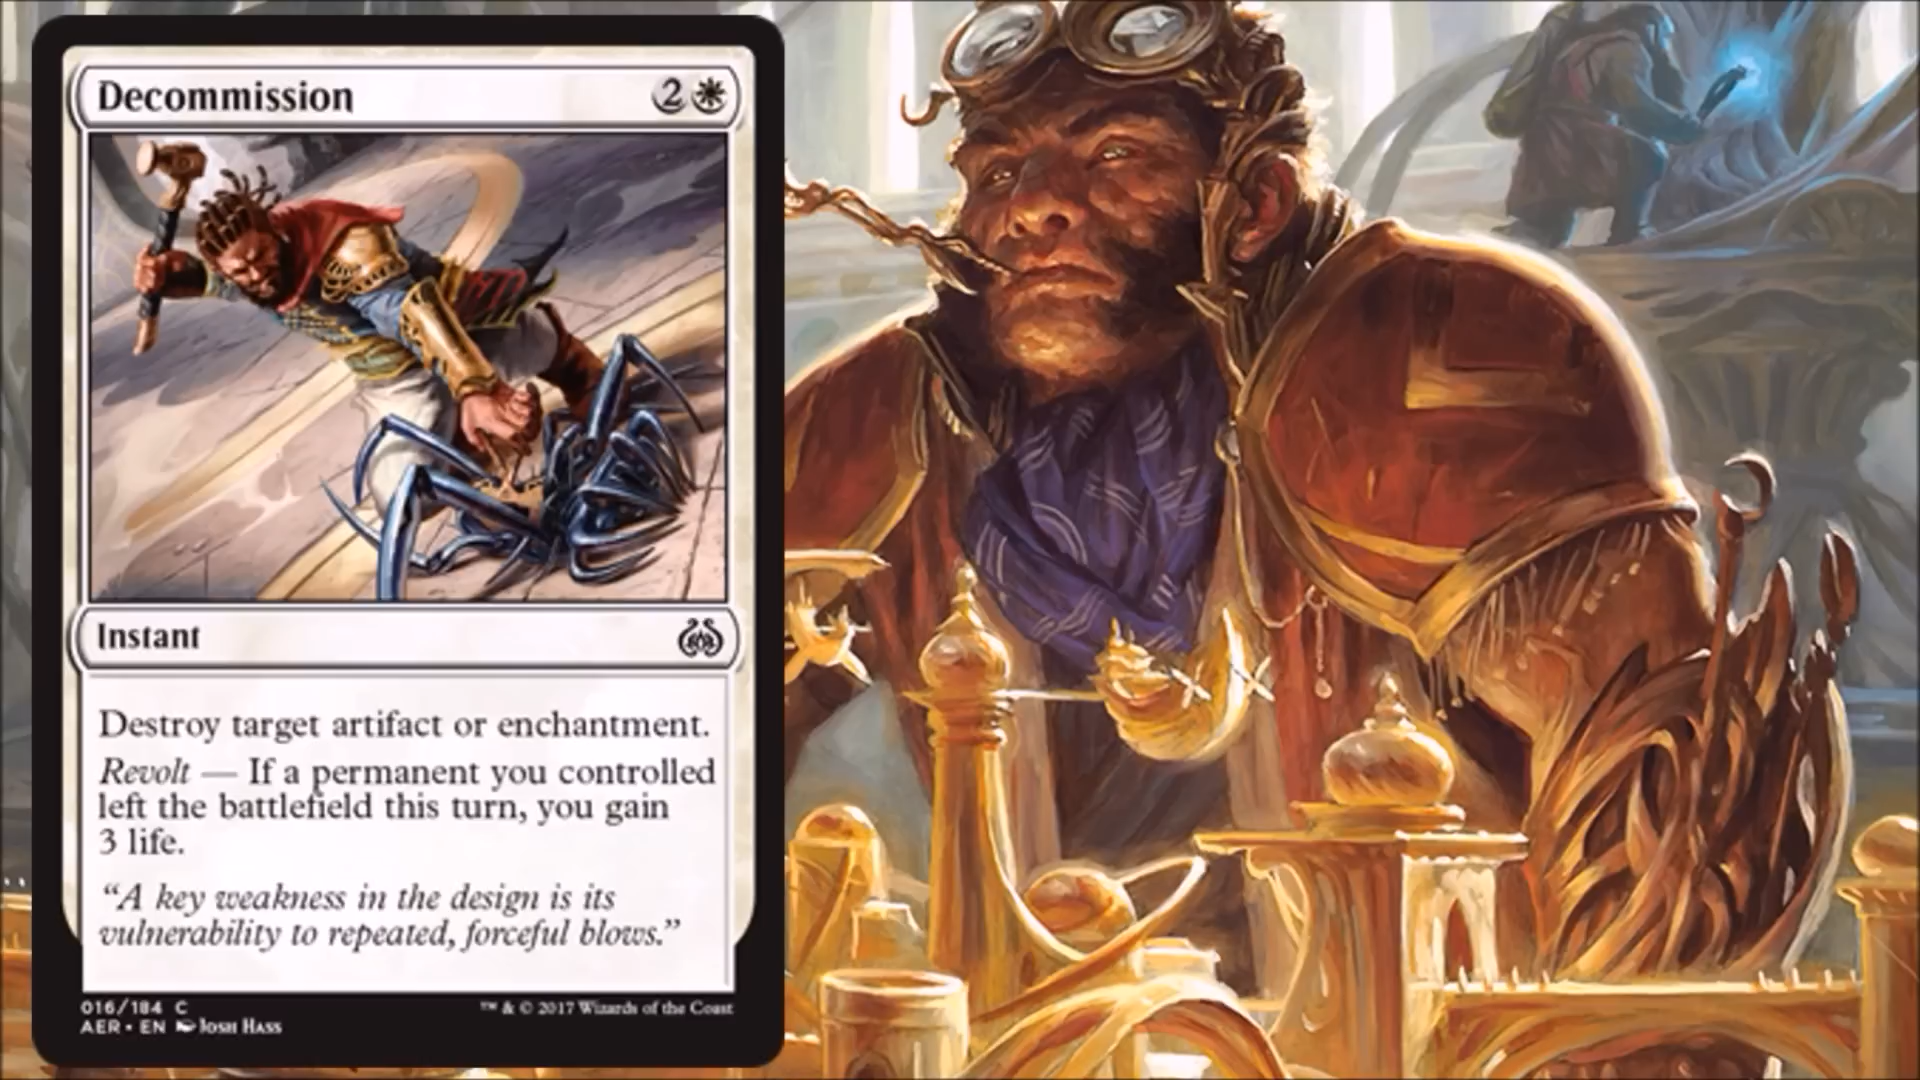 Decommission 2
Instant
Destroy target artifact or enchantment.
Revolt — If a permanent you controlled
left the battlefield this turn, you gain
3 life.
“A key weakness in the design is its
vulnerability to repeated, forceful blows.”
016/184 C
™ & © 2017 Wizards of the Coast
AER • EN Josh Hass